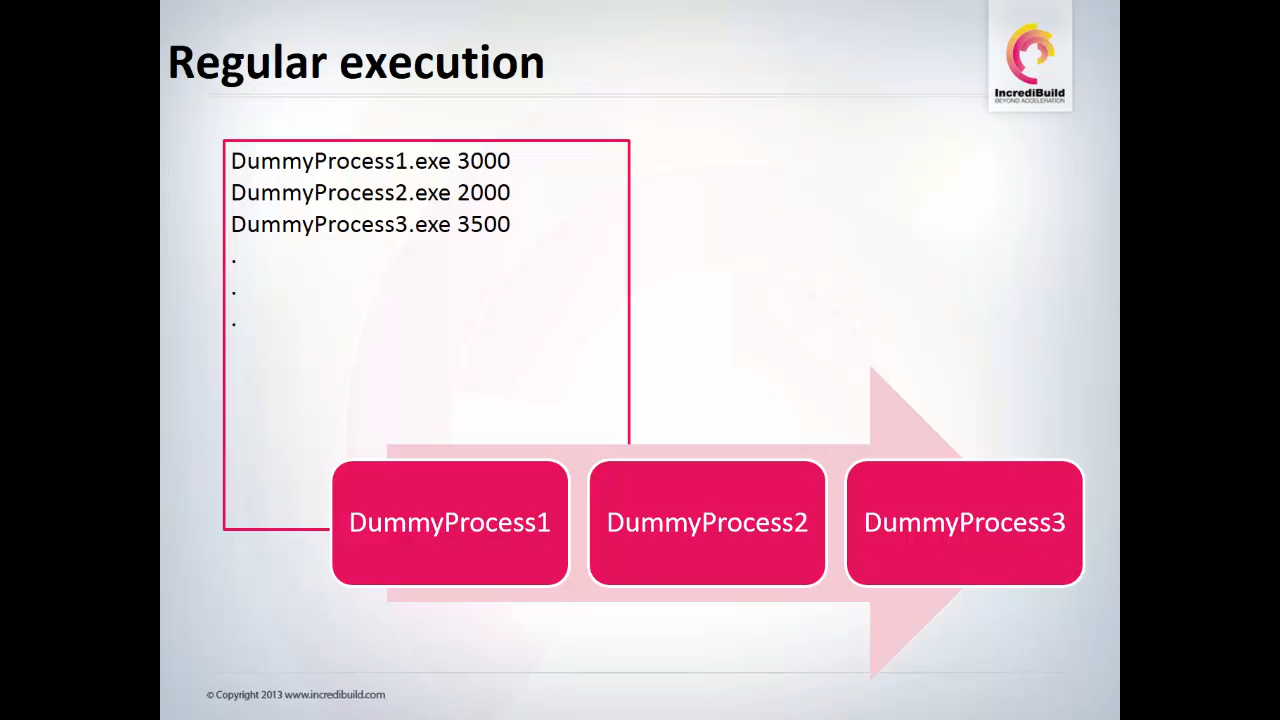 Regular execution
IncrediBuild
BEYOND ACCELERATION
DummyProcess1.exe 3000
DummyProcess2.exe 2000
DummyProcess3.exe 3500
.
.
.
DummyProcess1
DummyProcess2
DummyProcess3
© Copyright 2013 www.incredibuild.com